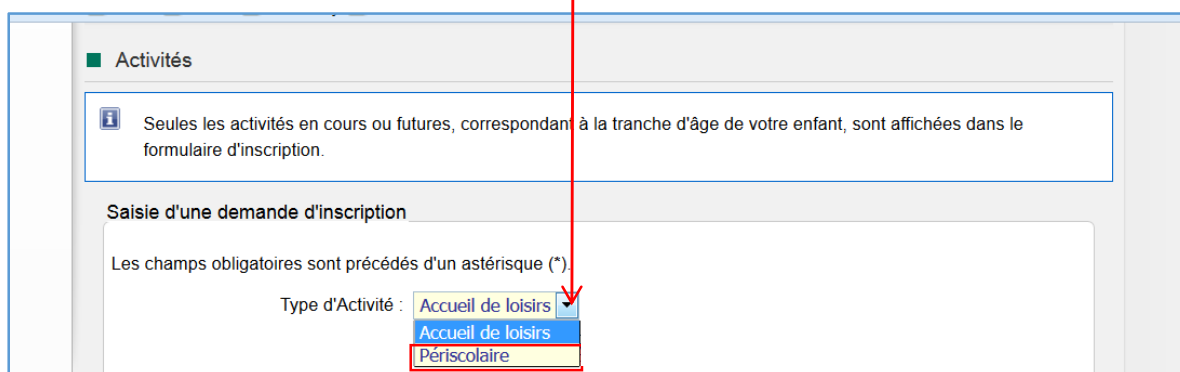 Activités
Seules les activités en cours ou futures, correspondant à la tranche d'âge de votre enfant, sont affichées dans le
formulaire d'inscription.
Saisie d'une demande d'inscription
Les champs obligatoires sont précédés d'un astérisque (*).
Type d'Activité : Accueil de loisirs
Accueil de loisirs
Périscolaire